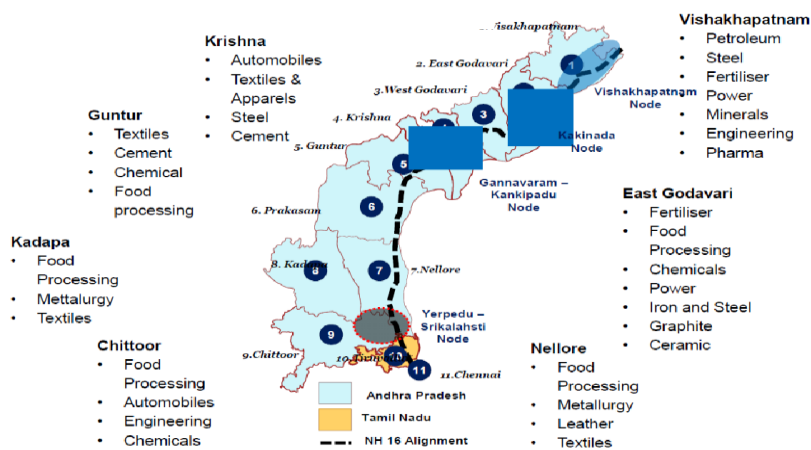 Vishakhapatnam
• Petroleum
• Steel
• Fertiliser
• Power
• Minerals
• Engineering
• Pharma
Krishna
• Automobiles
• Textiles &
Apparels
• Steel
• Cement
Guntur
• Textiles
• Cement
• Chemical
• Food
processing
Kadapa
• Food
Processing
• Mettalurgy
• Textiles
Chittoor
• Food
Processing
• Automobiles
• Engineering
• Chemicals
East Godavari
• Fertiliser
• Food
Processing
• Chemicals
• Power
• Iron and Steel
• Graphite
• Ceramic
Nellore
• Food
Processing
• Metallurgy
• Leather
• Textiles
Visakhapatnam
2. East Godavari
3.West Godavari
4. Krishna
5. Guntur
6. Prakasam
7.Nellore
8. Kadapa
9.Chittoor
11.Chennai
1
3
5
6
7
8
9
10
11
Vishakhapatnam
Node
Kakinada
Node
Gannavaram –
Kankipadu
Node
Yerpedu –
Srikalahsti
Node
Andhra Pradesh
Tamil Nadu
NH 16 Alignment